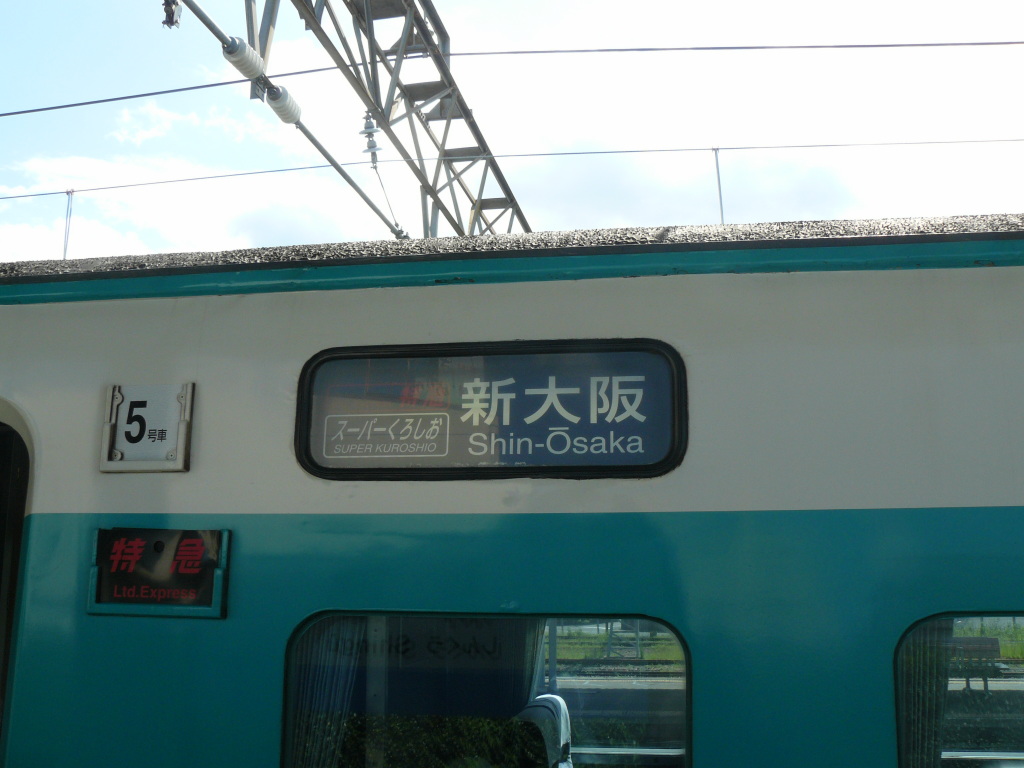 5号車
スーパーくろしお
SUPER KUROSHIO
新大阪
Shin-Ōsaka
特急
Ltd.Express